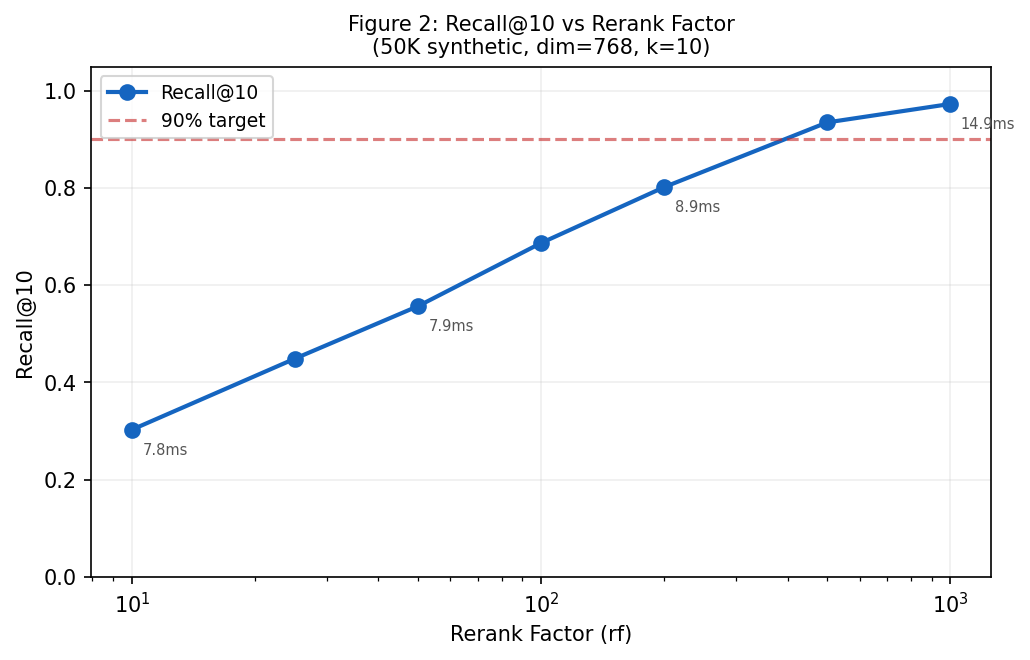 Figure 2: Recall@10 vs Rerank Factor
(50K synthetic, dim=768, k=10)
Recall@10
90% target
1.0
0.8
0.6
0.4
0.2
0.0
Recall@10
7.8ms
7.9ms
8.9ms
14.9ms
10¹
10²
10³
Rerank Factor (rf)